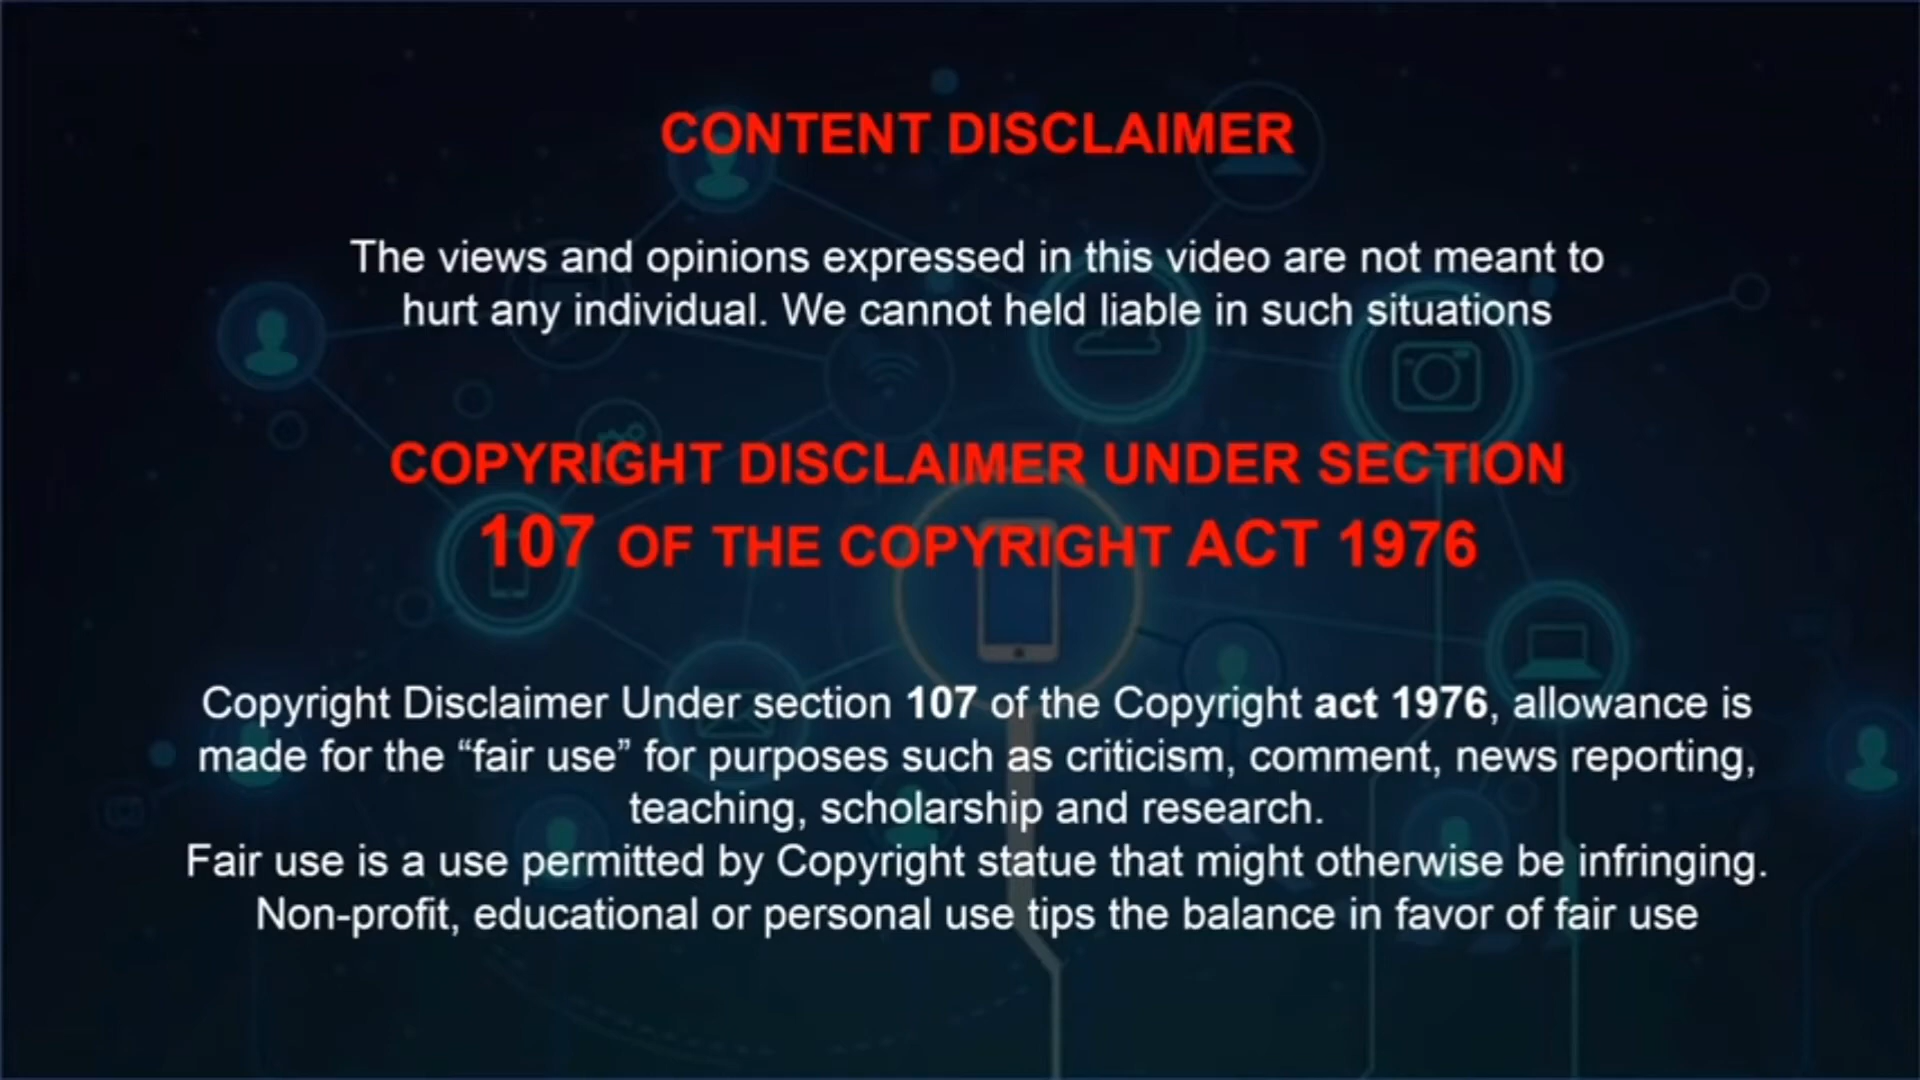 CONTENT DISCLAIMER
The views and opinions expressed in this video are not meant to
hurt any individual. We cannot held liable in such situations
COPYRIGHT DISCLAIMER UNDER SECTION
107 OF THE COPYRIGHT ACT 1976
Copyright Disclaimer Under section 107 of the Copyright act 1976, allowance is
made for the “fair use” for purposes such as criticism, comment, news reporting,
teaching, scholarship and research.
Fair use is a use permitted by Copyright statue that might otherwise be infringing.
Non-profit, educational or personal use tips the balance in favor of fair use